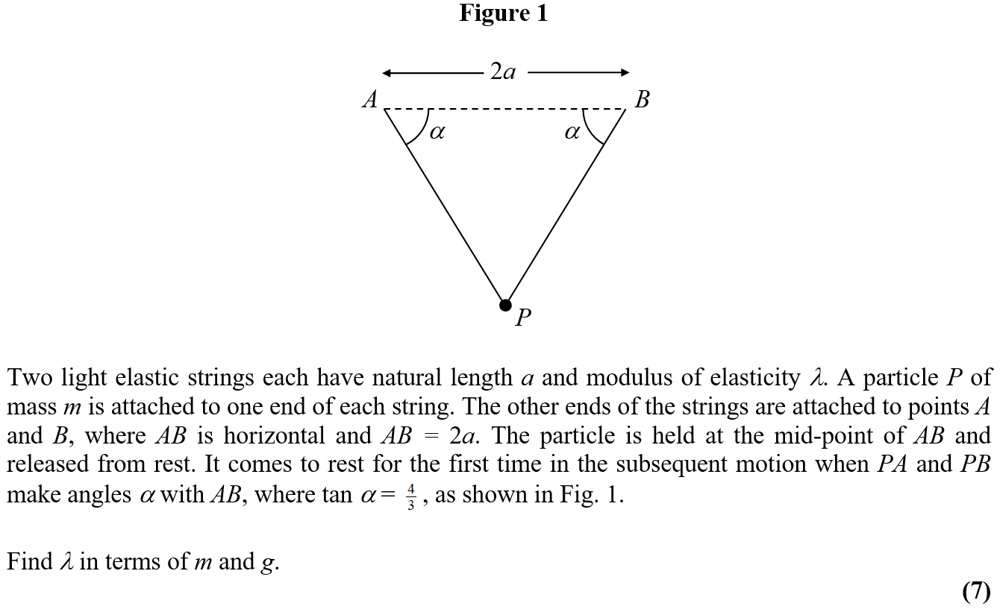 Figure 1
2a
A
B
α
α
P
Two light elastic strings each have natural length a and modulus of elasticity λ. A particle P of
mass m is attached to one end of each string. The other ends of the strings are attached to points A
and B, where AB is horizontal and AB = 2a. The particle is held at the mid-point of AB and
released from rest. It comes to rest for the first time in the subsequent motion when PA and PB
make angles α with AB, where tan α = 4/3, as shown in Fig. 1.
Find λ in terms of m and g.
(7)